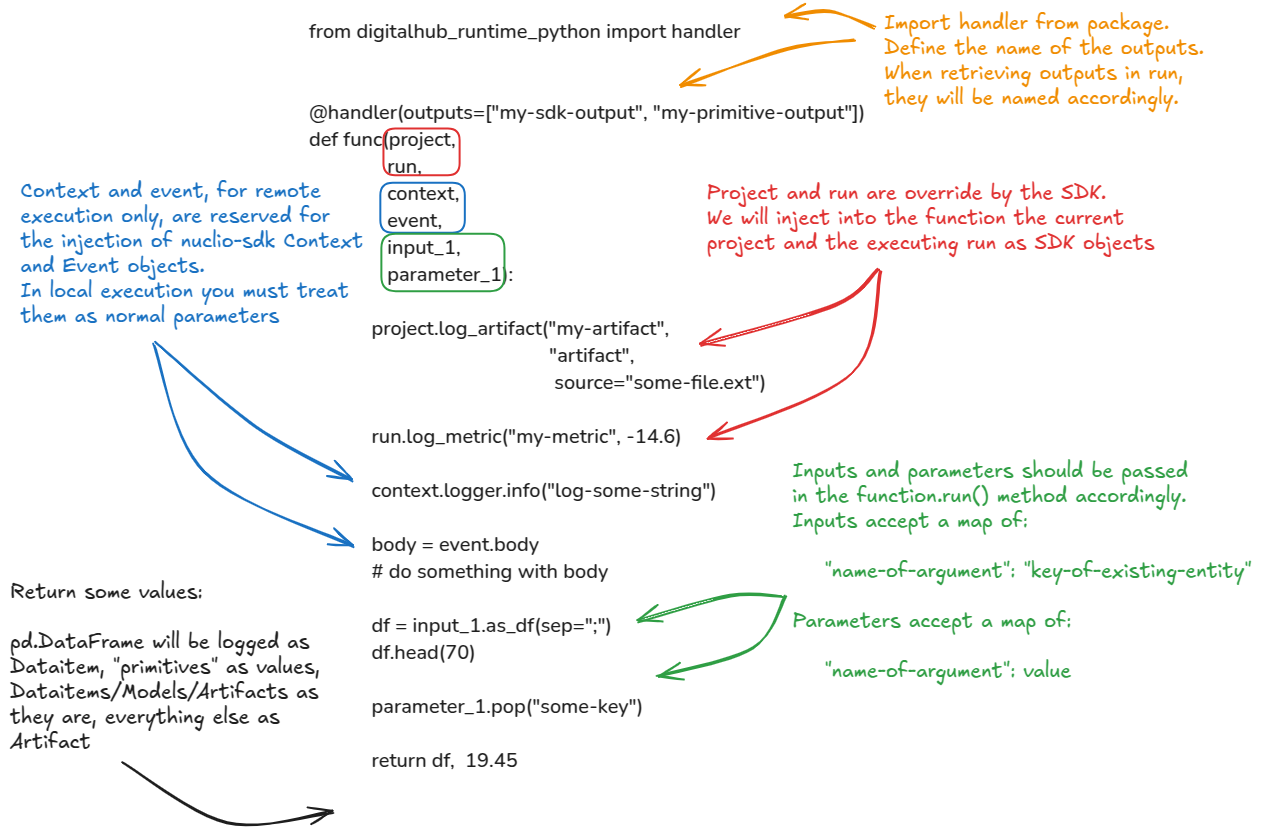 from digitalhub_runtime_python import handler
Import handler from package.
Define the name of the outputs.
When retrieving outputs in run,
they will be named accordingly.
@handler(outputs=["my-sdk-output", "my-primitive-output"])
def func(project,
run,
context,
event,
input_1,
parameter_1):
Context and event, for remote
execution only, are reserved for
the injection of nuclio-sdk Context
and Event objects.
In local execution you must treat
them as normal parameters
Project and run are override by the SDK.
We will inject into the function the current
project and the executing run as SDK objects
project.log_artifact("my-artifact",
"artifact",
source="some-file.ext")
run.log_metric("my-metric", -14.6)
context.logger.info("log-some-string")
body = event.body
# do something with body
df = input_1.as_df(sep=";")
df.head(70)
parameter_1.pop("some-key")
return df, 19.45
Inputs and parameters should be passed
in the function.run() method accordingly.
Inputs accept a map of:
"name-of-argument": "key-of-existing-entity"
Parameters accept a map of:
"name-of-argument": value
Return some values:
pd.DataFrame will be logged as
Dataitem, "primitives" as values,
Dataitems/Models/Artifacts as
they are, everything else as
Artifact